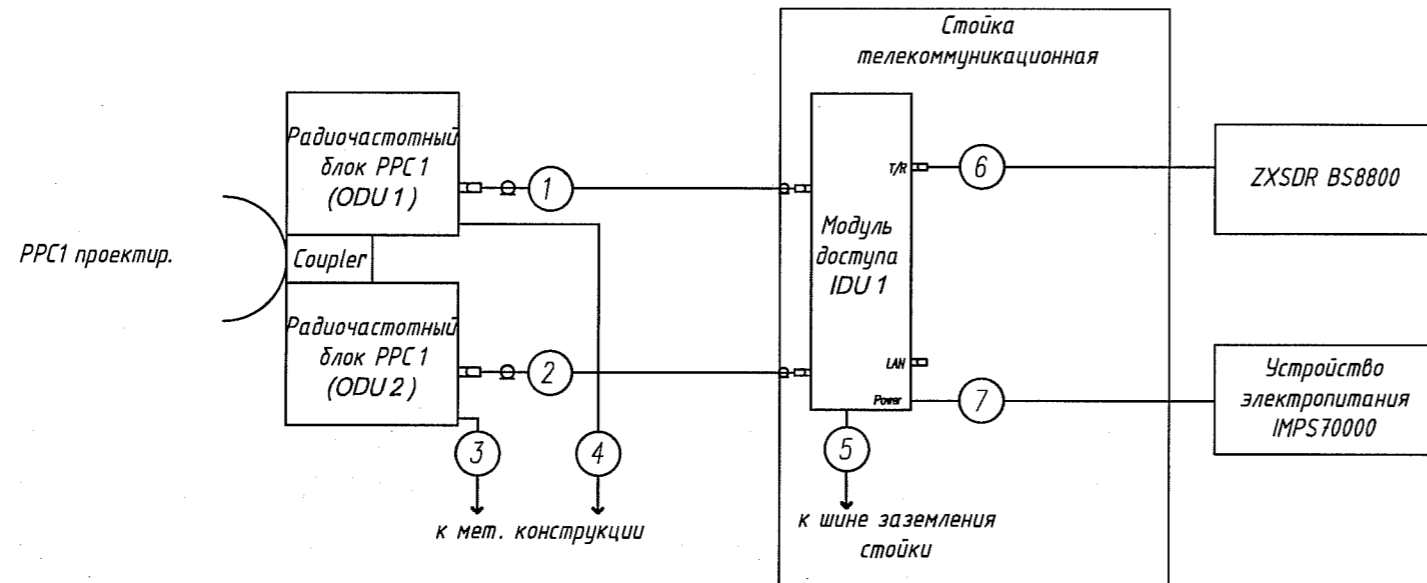 Стойка
телекоммуникационная
Радиочастотный
блок РРС 1
(ODU 1)
1
T/R
6
ZXSDR BS8800
РРС1 проектир.
Coupler
Модуль
доступа
IDU 1
Радиочастотный
блок РРС 1
(ODU 2)
2
LAN
Power
7
Устройство
электропитания
IMPS70000
3
4
5
к мет. конструкции
к шине заземления
стойки